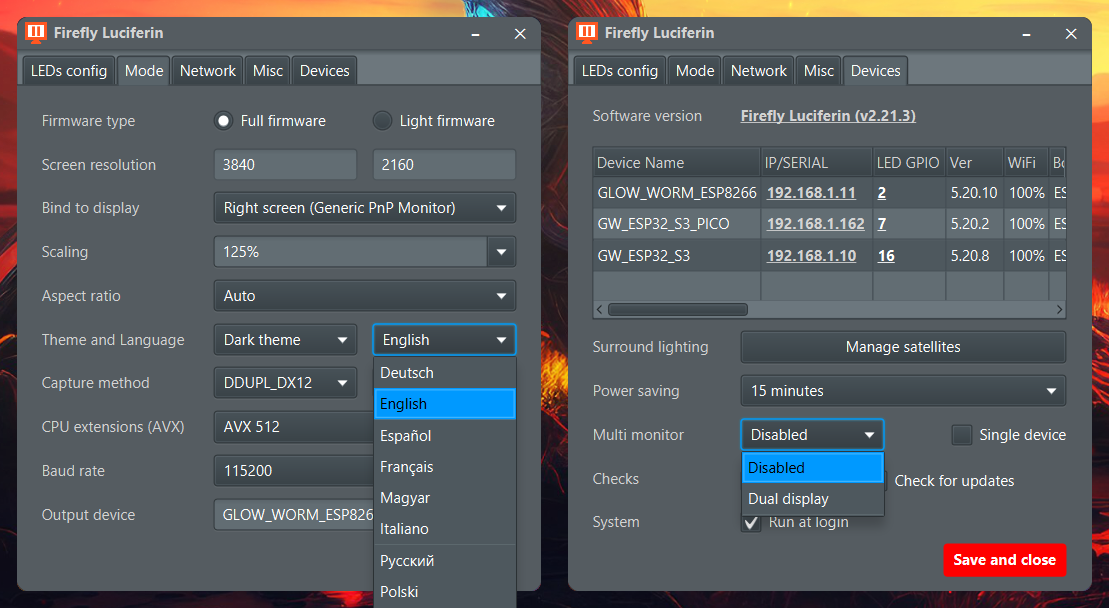 Firefly Luciferin
LEDs config Mode Network Misc Devices
Firmware type Full firmware Light firmware
Screen resolution 3840 2160
Bind to display Right screen (Generic PnP Monitor)
Scaling 125%
Aspect ratio Auto
Theme and Language Dark theme English
Capture method DDUPL_DX12
CPU extensions (AVX) AVX 512
Baud rate 115200
Output device GLOW_WORM_ESP826
Deutsch
English
Español
Français
Magyar
Italiano
Русский
Polski
Firefly Luciferin
LEDs config Mode Network Misc Devices
Software version Firefly Luciferin (v2.21.3)
Device Name IP/SERIAL LED GPIO Ver WiFi Bo
GLOW_WORM_ESP8266 192.168.1.11 2 5.20.10 100% ES
GW_ESP32_S3_PICO 192.168.1.162 7 5.20.2 100% ES
GW_ESP32_S3 192.168.1.10 16 5.20.8 100% ES
Surround lighting Manage satellites
Power saving 15 minutes
Multi monitor Disabled Single device
Disabled
Dual display
Checks Check for updates
System Run at login
Save and close